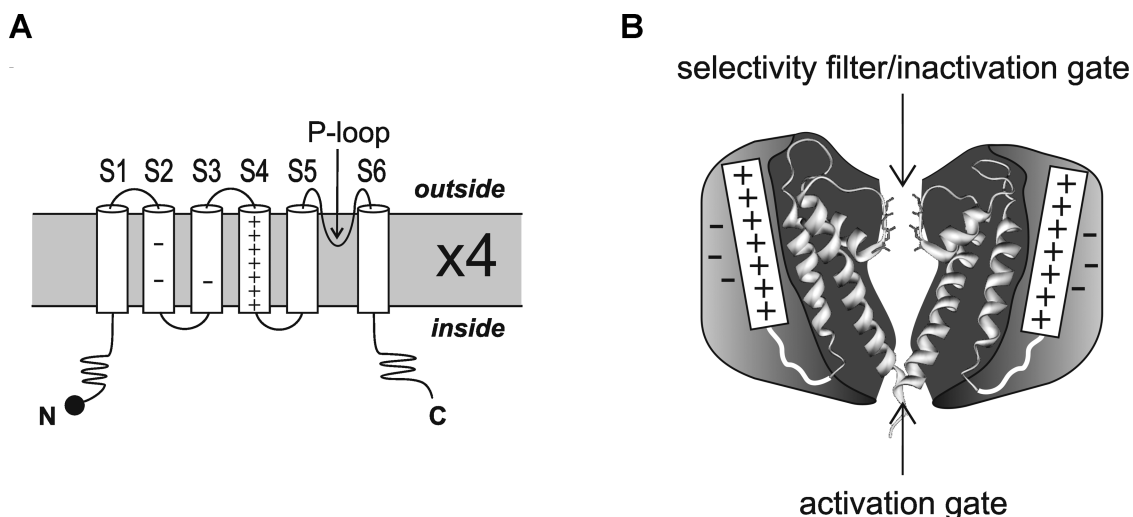 A
P-loop
S1 S2 S3 S4 S5 S6
outside
- + + + + + + +
- -
x4
inside
N
C
B
selectivity filter/inactivation gate
+ + + + + + +
- - -
+ + + + + + +
- - -
activation gate